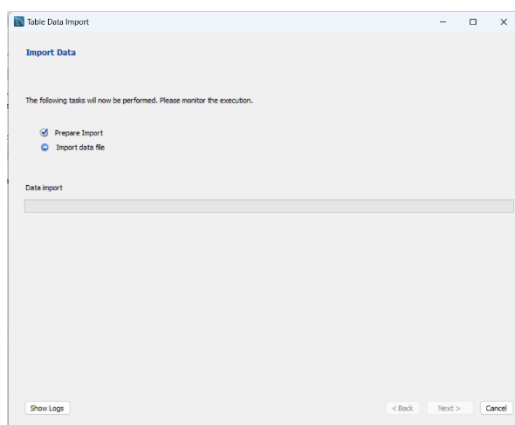 Table Data Import
Import Data
The following tasks will now be performed. Please monitor the execution.
Prepare Import
Import data file
Data import
Show Logs
< Back
Next >
Cancel